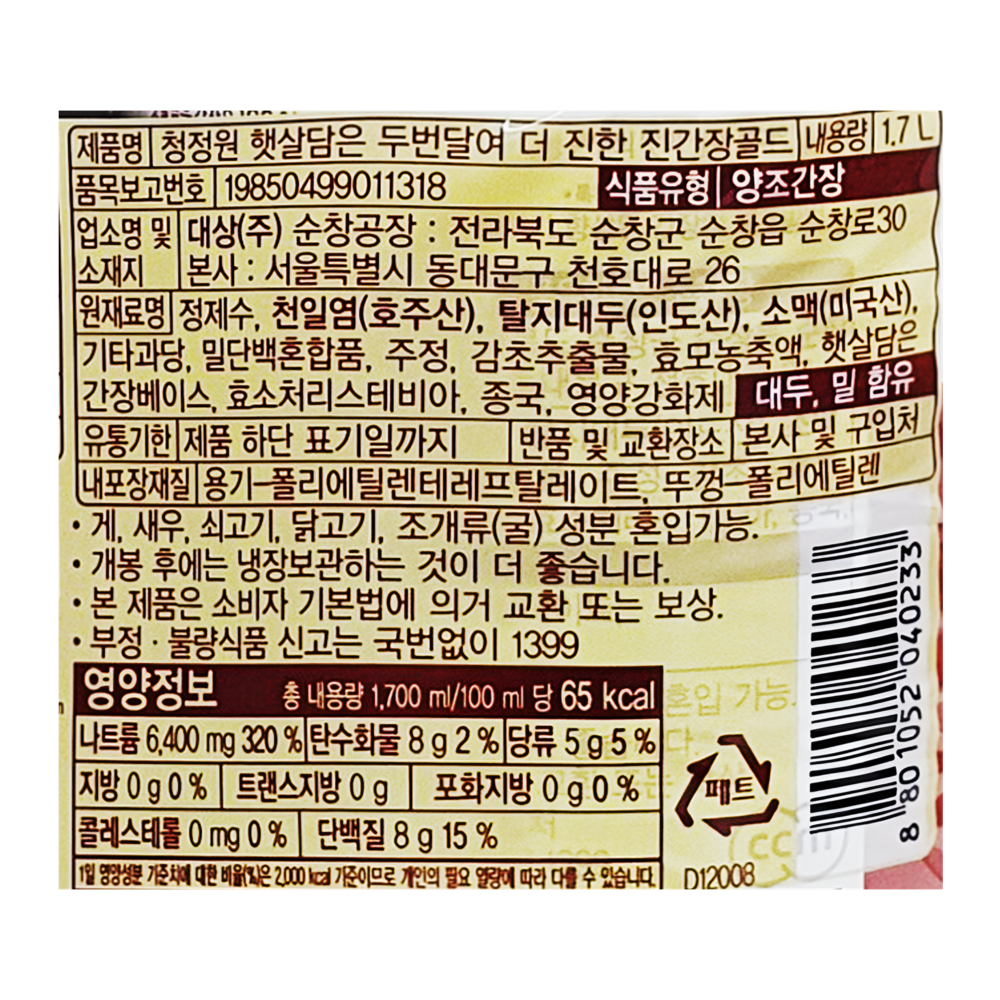 제품명 청정원 햇살담은 두번달여 더 진한 진간장골드 내용량 1.7 L
품목보고번호 19850499011318 식품유형 양조간장
업소명 및 소재지 대상(주) 순창공장 : 전라북도 순창군 순창읍 순창로30
본사 : 서울특별시 동대문구 천호대로 26
원재료명 정제수, 천일염(호주산), 탈지대두(인도산), 소맥(미국산),
기타과당, 밀단백혼합품, 주정, 감초추출물, 효모농축액, 햇살담은
간장베이스, 효소처리스테비아, 종국, 영양강화제 대두, 밀 함유
유통기한 제품 하단 표기일까지 반품 및 교환장소 본사 및 구입처
내포장재질 용기-폴리에틸렌테레프탈레이트, 뚜껑-폴리에틸렌
• 게, 새우, 쇠고기, 닭고기, 조개류(굴) 성분 혼입가능.
• 개봉 후에는 냉장보관하는 것이 더 좋습니다.
• 본 제품은 소비자 기본법에 의거 교환 또는 보상.
• 부정 · 불량식품 신고는 국번없이 1399
영양정보 총 내용량 1,700 ml/100 ml 당 65 kcal
나트륨 6,400 mg 320 % 탄수화물 8 g 2 % 당류 5 g 5 %
지방 0 g 0 % 트랜스지방 0 g 포화지방 0 g 0 %
콜레스테롤 0 mg 0 % 단백질 8 g 15 %
1일 영양성분 기준치에 대한 비율(%)은 2,000 kcal 기준이므로 개인의 필요 열량에 따라 다를 수 있습니다.
페트
D12008
8 801052 040233
혼입 가능.
ccm